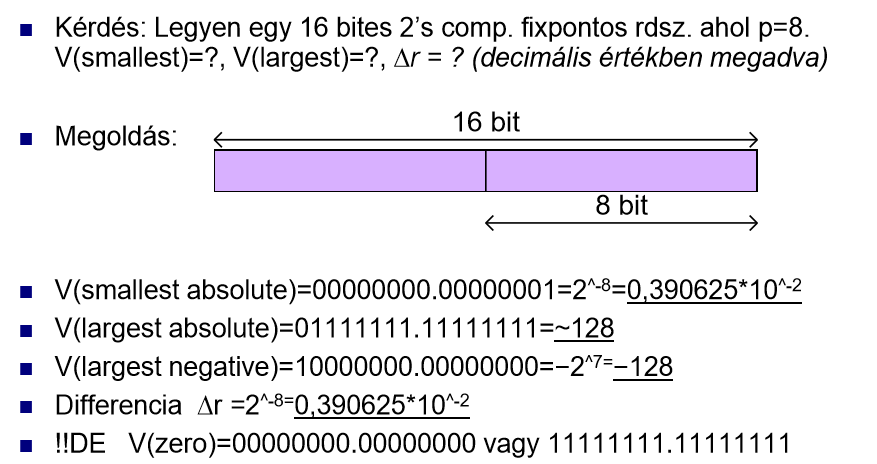 Kérdés: Legyen egy 16 bites 2's comp. fixpontos rdsz. ahol p=8.
V(smallest)=?, V(largest)=?, Δr = ? (decimális értékben megadva)
Megoldás:
16 bit
8 bit
V(smallest absolute)=00000000.00000001=2^-8=0,390625*10^-2
V(largest absolute)=01111111.11111111=~128
V(largest negative)=10000000.00000000=−2^7=−128
Differencia Δr =2^-8=0,390625*10^-2
!!DE V(zero)=00000000.00000000 vagy 11111111.11111111